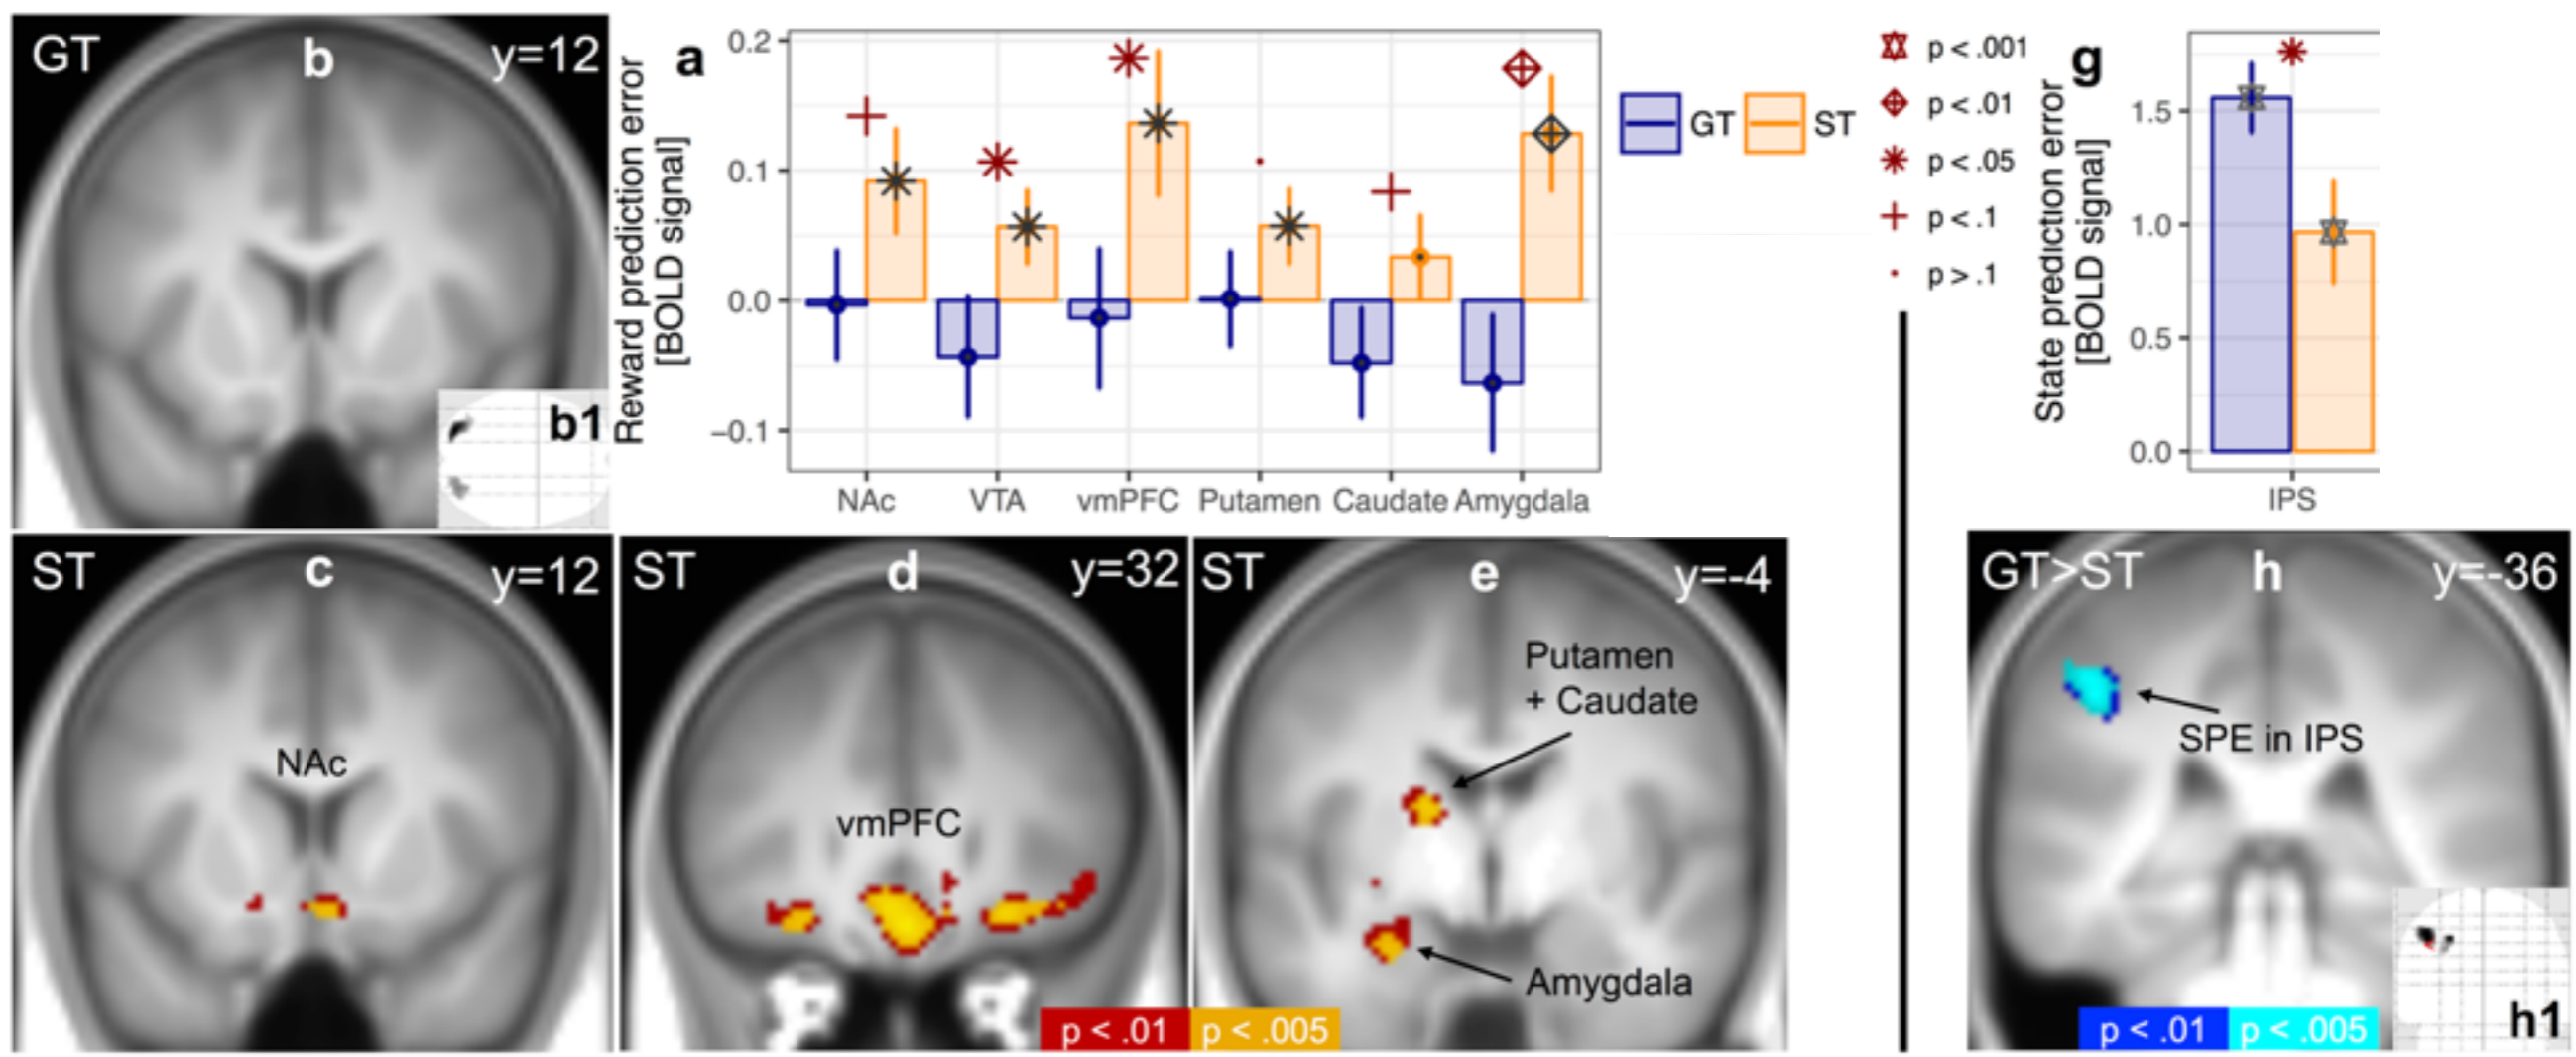 GT b y=12
b1
a
Reward prediction error
[BOLD signal]
0.2
0.1
0.0
−0.1
NAc VTA vmPFC Putamen Caudate Amygdala
GT ST
p < .001
p < .01
p < .05
p < .1
p > .1
g
State prediction error
[BOLD signal]
1.5
1.0
0.5
0.0
IPS
ST c y=12
NAc
ST d y=32
vmPFC
ST e y=-4
Putamen
+ Caudate
Amygdala
p < .01 p < .005
GT>ST h y=-36
SPE in IPS
h1
p < .01 p < .005